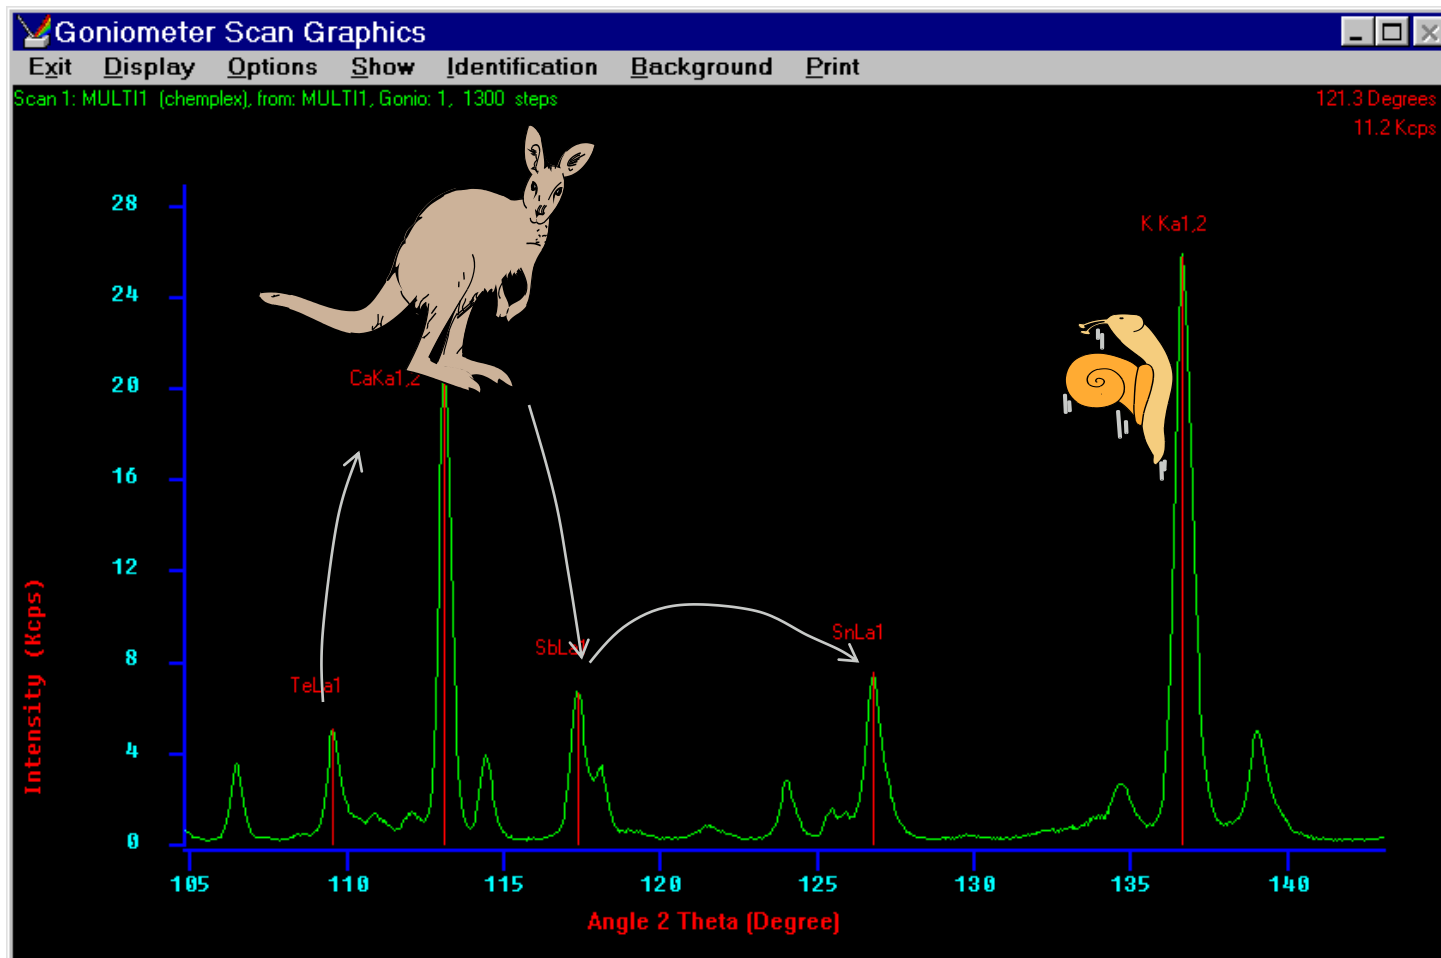 Goniometer Scan Graphics
Exit Display Options Show Identification Background Print
Scan 1: MULTI1 (chemplex), from: MULTI1, Gonio: 1, 1300 steps
121.3 Degrees
11.2 Kcps
28
K Ka1,2
24
CaKa1,2
20
16
12
SnLa1
SbLa1
8
TeLa1
4
0
Intensity (Kcps)
105 110 115 120 125 130 135 140
Angle 2 Theta (Degree)